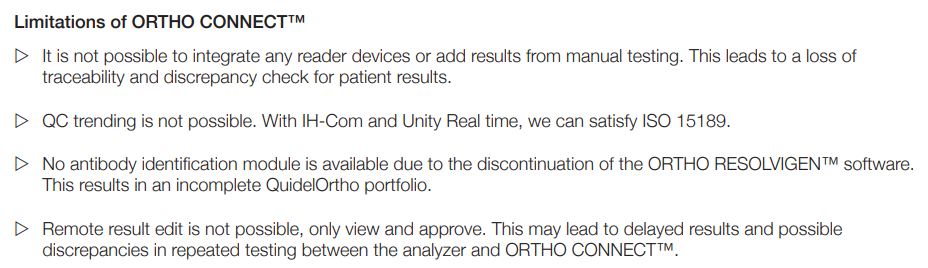 Limitations of ORTHO CONNECT™
▷ It is not possible to integrate any reader devices or add results from manual testing. This leads to a loss of
traceability and discrepancy check for patient results.
▷ QC trending is not possible. With IH-Com and Unity Real time, we can satisfy ISO 15189.
▷ No antibody identification module is available due to the discontinuation of the ORTHO RESOLVIGEN™ software.
This results in an incomplete QuidelOrtho portfolio.
▷ Remote result edit is not possible, only view and approve. This may lead to delayed results and possible
discrepancies in repeated testing between the analyzer and ORTHO CONNECT™.